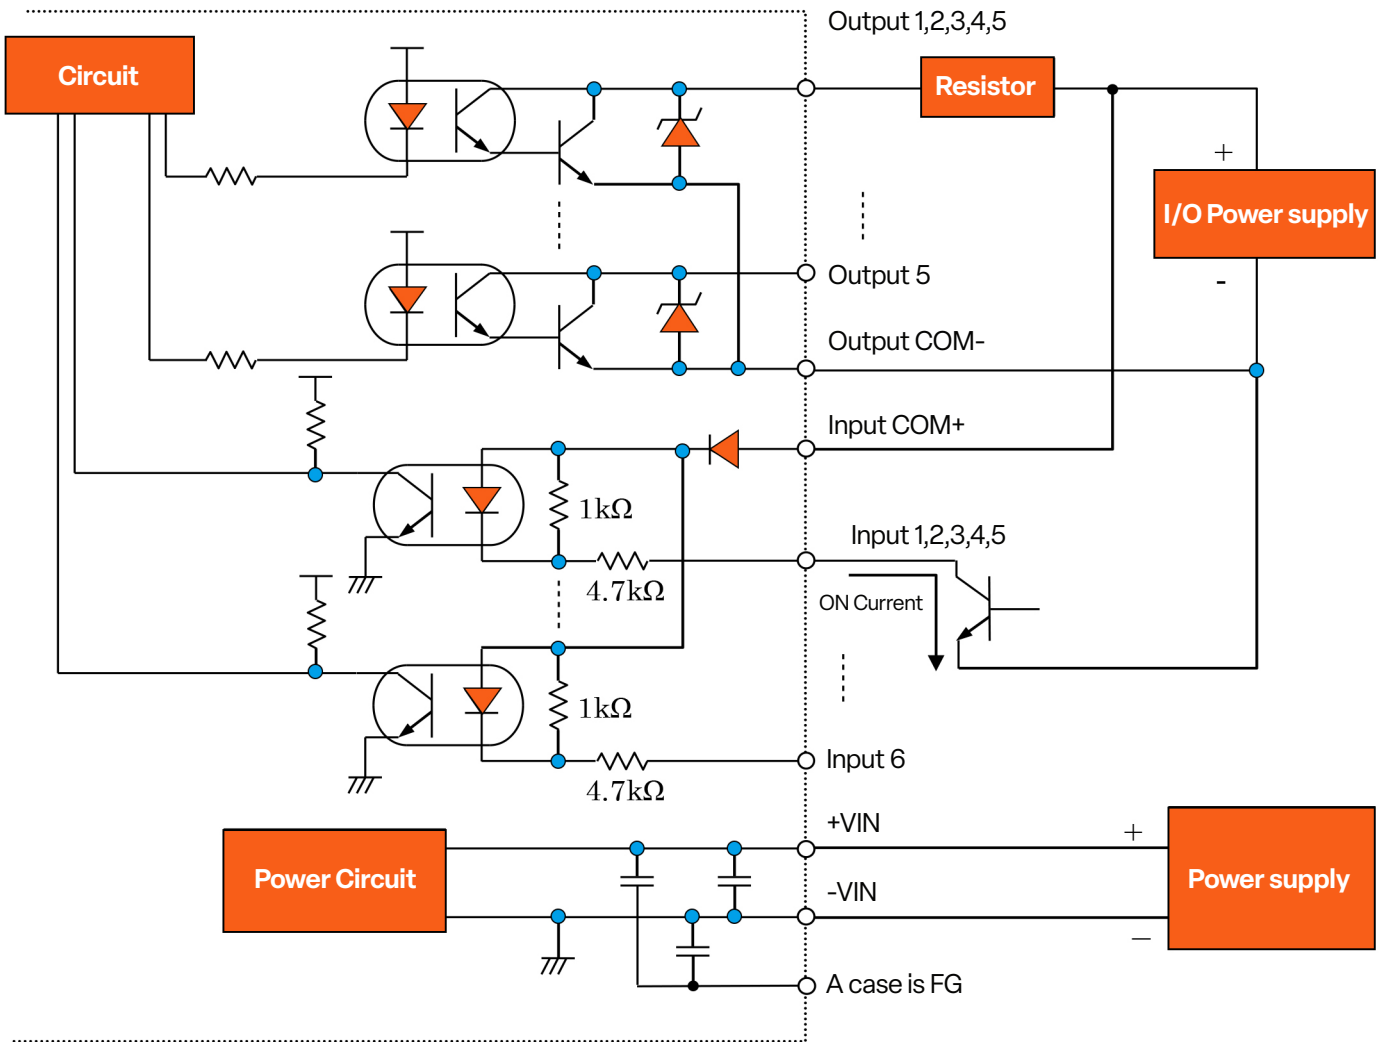 Output 1,2,3,4,5
Circuit
Resistor
+
I/O Power supply
-
Output 5
Output COM-
Input COM+
1kΩ
Input 1,2,3,4,5
4.7kΩ
ON Current
1kΩ
Input 6
4.7kΩ
+VIN
+
Power Circuit
-VIN
Power supply
−
A case is FG